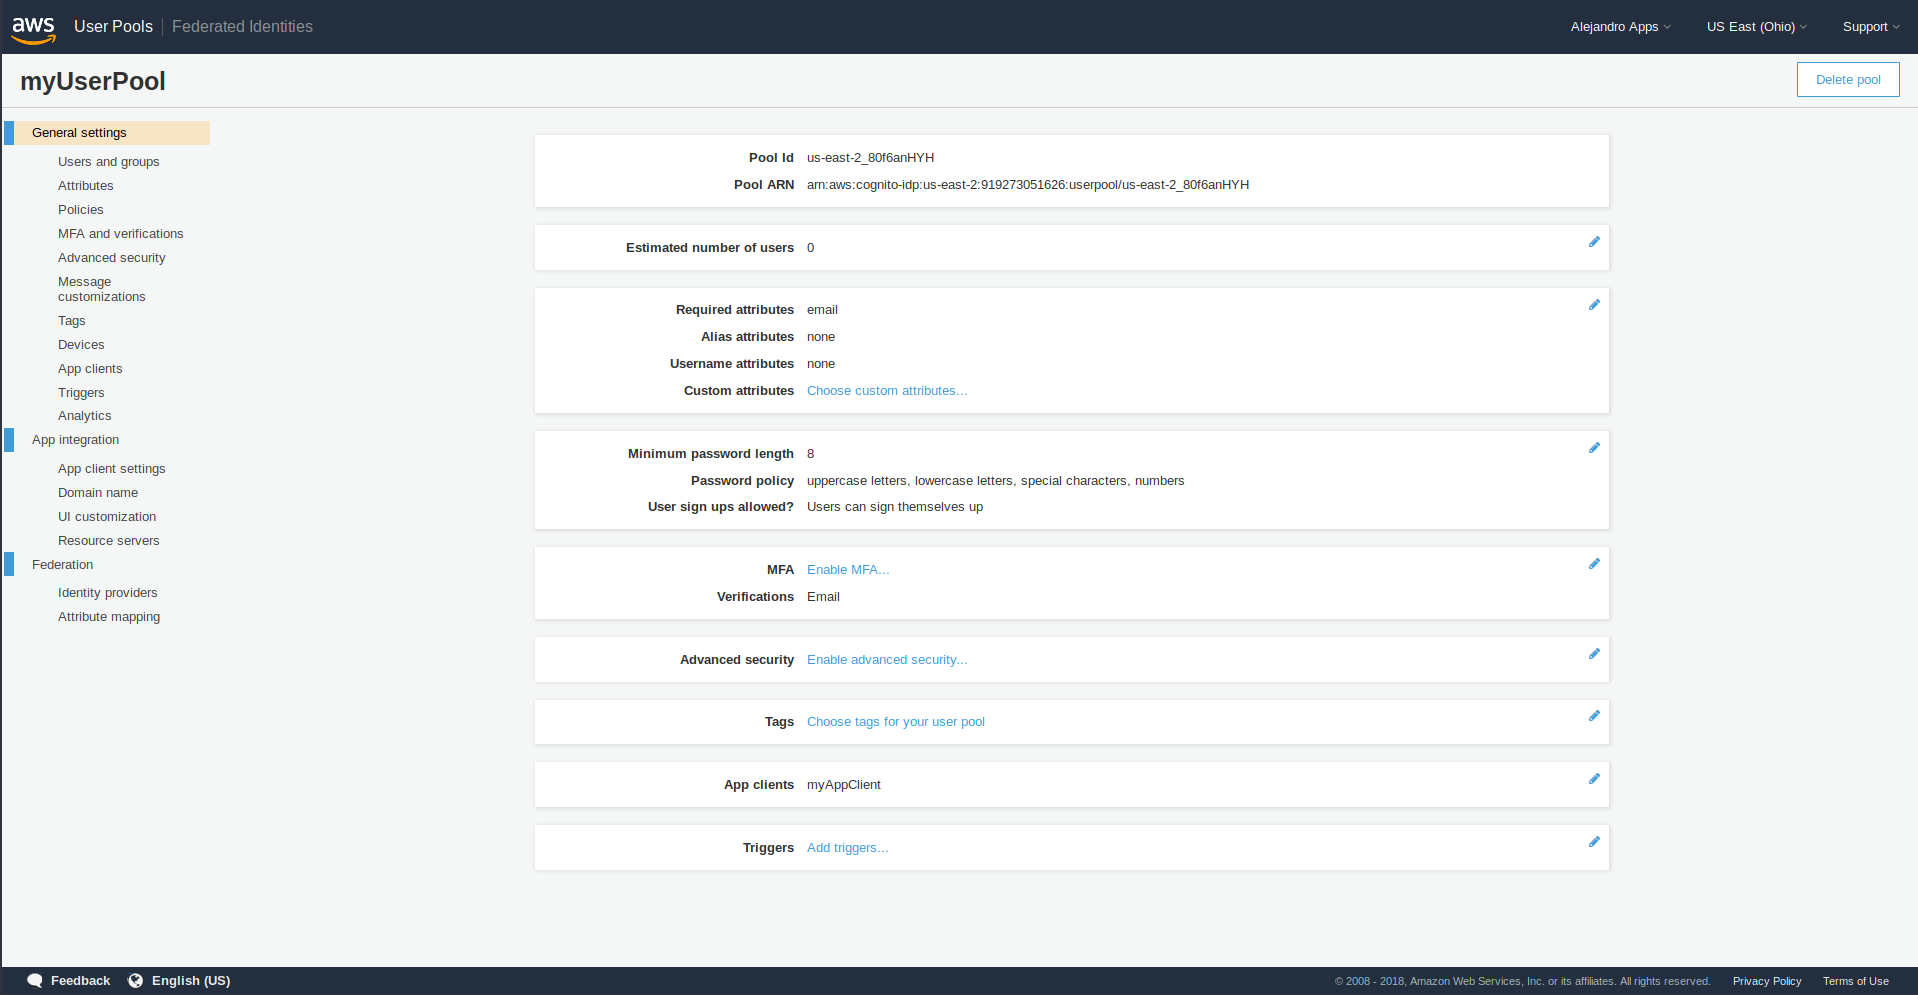 aws User Pools Federated Identities Alejandro Apps US East (Ohio) Support
myUserPool Delete pool
General settings
Users and groups
Attributes
Policies
MFA and verifications
Advanced security
Message
customizations
Tags
Devices
App clients
Triggers
Analytics
App integration
App client settings
Domain name
UI customization
Resource servers
Federation
Identity providers
Attribute mapping
Pool Id us-east-2_80f6anHYH
Pool ARN arn:aws:cognito-idp:us-east-2:919273051626:userpool/us-east-2_80f6anHYH
Estimated number of users 0
Required attributes email
Alias attributes none
Username attributes none
Custom attributes Choose custom attributes...
Minimum password length 8
Password policy uppercase letters, lowercase letters, special characters, numbers
User sign ups allowed? Users can sign themselves up
MFA Enable MFA...
Verifications Email
Advanced security Enable advanced security...
Tags Choose tags for your user pool
App clients myAppClient
Triggers Add triggers...
Feedback English (US) © 2008 - 2018, Amazon Web Services, Inc. or its affiliates. All rights reserved. Privacy Policy Terms of Use